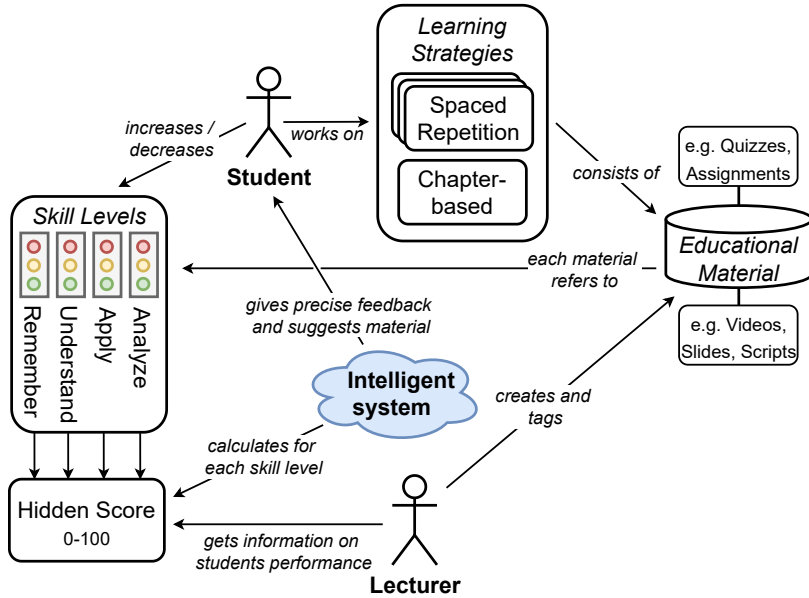 Learning
Strategies
Spaced
Repetition
Chapter-
based
works on
increases /
decreases
Student
consists of
e.g. Quizzes,
Assignments
Educational
Material
e.g. Videos,
Slides, Scripts
Skill Levels
Remember
Understand
Apply
Analyze
each material
refers to
gives precise feedback
and suggests material
Intelligent
system
creates and
tags
calculates for
each skill level
Hidden Score
0-100
gets information on
students performance
Lecturer